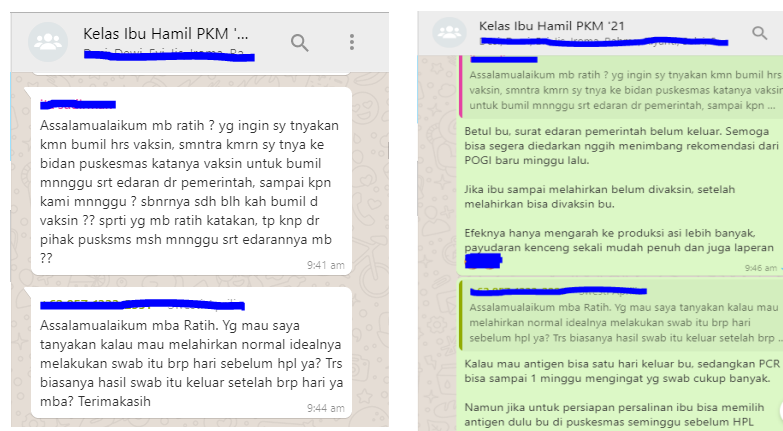 Kelas Ibu Hamil PKM '...
Assalamualaikum mb ratih ? yg ingin sy tnyakan
kmn bumil hrs vaksin, smntra kmrn sy tnya ke
bidan puskesmas katanya vaksin untuk bumil
mnnggu srt edaran dr pemerintah, sampai kpn
kami mnnggu ? sbnrnya sdh blh kah bumil d
vaksin ?? sprti yg mb ratih katakan, tp knp dr
pihak pusksms msh mnnggu srt edarannya mb
??
9:41 am
Assalamualaikum mba Ratih. Yg mau saya
tanyakan kalau mau melahirkan normal idealnya
melakukan swab itu brp hari sebelum hpl ya? Trs
biasanya hasil swab itu keluar setelah brp hari ya
mba? Terimakasih
9:44 am
Kelas Ibu Hamil PKM '21
Assalamualaikum mb ratih ? yg ingin sy tnyakan kmn bumil hrs
vaksin, smntra kmrn sy tnya ke bidan puskesmas katanya vaksin
untuk bumil mnnggu srt edaran dr pemerintah, sampai kpn ...
Betul bu, surat edaran pemerintah belum keluar. Semoga
bisa segera diedarkan nggih menimbang rekomendasi dari
POGI baru minggu lalu.
Jika ibu sampai melahirkan belum divaksin, setelah
melahirkan bisa divaksin bu.
Efeknya hanya mengarah ke produksi asi lebih banyak,
payudaran kenceng sekali mudah penuh dan juga laperan
9:46 am
Assalamualaikum mba Ratih. Yg mau saya tanyakan kalau mau
melahirkan normal idealnya melakukan swab itu brp hari
sebelum hpl ya? Trs biasanya hasil swab itu keluar setelah brp ...
Kalau mau antigen bisa satu hari keluar bu, sedangkan PCR
bisa sampai 1 minggu mengingat yg swab cukup banyak.
Namun jika untuk persiapan persalinan ibu bisa memilih
antigen dulu bu di puskesmas seminggu sebelum HPL